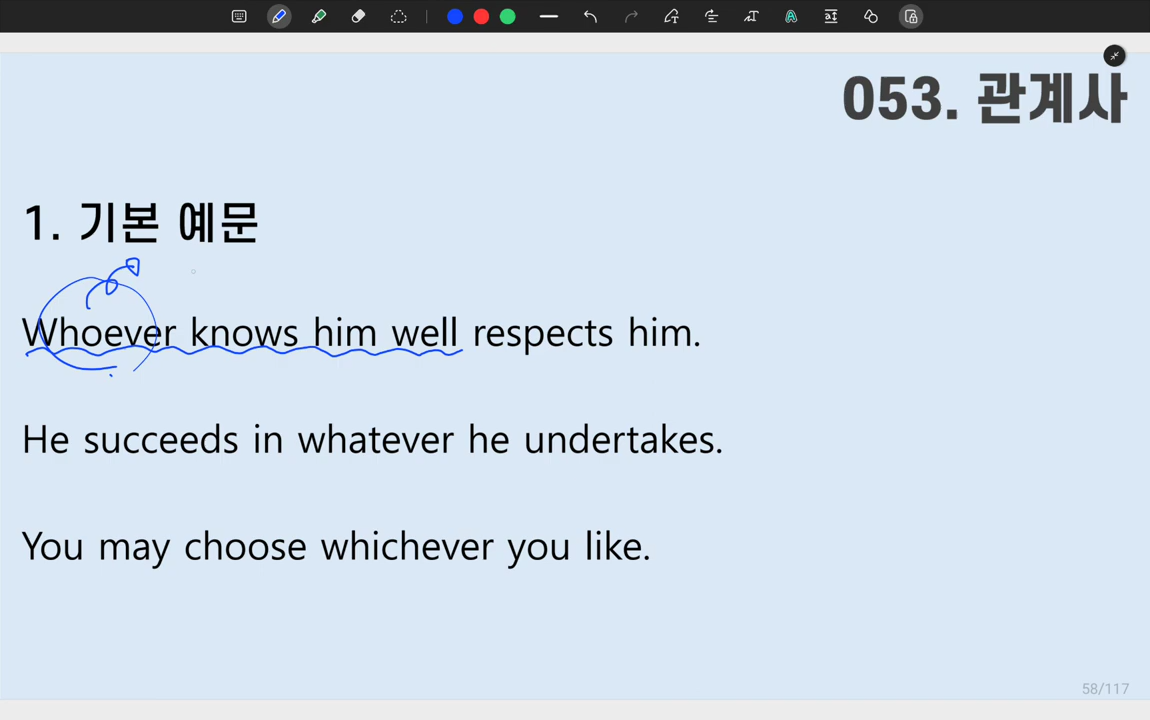 053. 관계사
1. 기본 예문
Whoever knows him well respects him.
He succeeds in whatever he undertakes.
You may choose whichever you like.
58/117